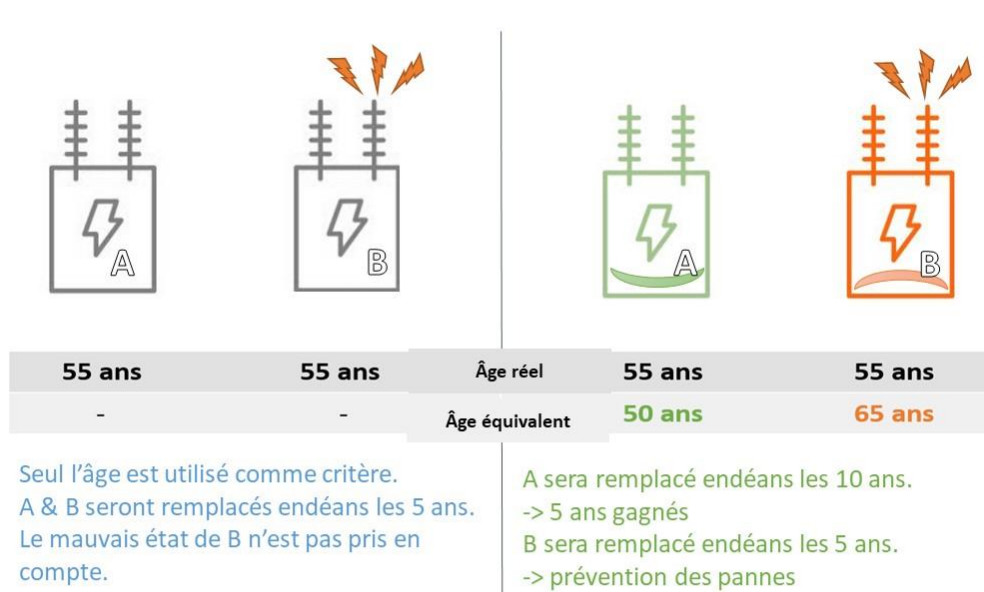 A
B
A
B
55 ans
55 ans
Âge réel
55 ans
55 ans
-
-
Âge équivalent
50 ans
65 ans
Seul l’âge est utilisé comme critère.
A & B seront remplacés endéans les 5 ans.
Le mauvais état de B n’est pas pris en
compte.
A sera remplacé endéans les 10 ans.
-> 5 ans gagnés
B sera remplacé endéans les 5 ans.
-> prévention des pannes